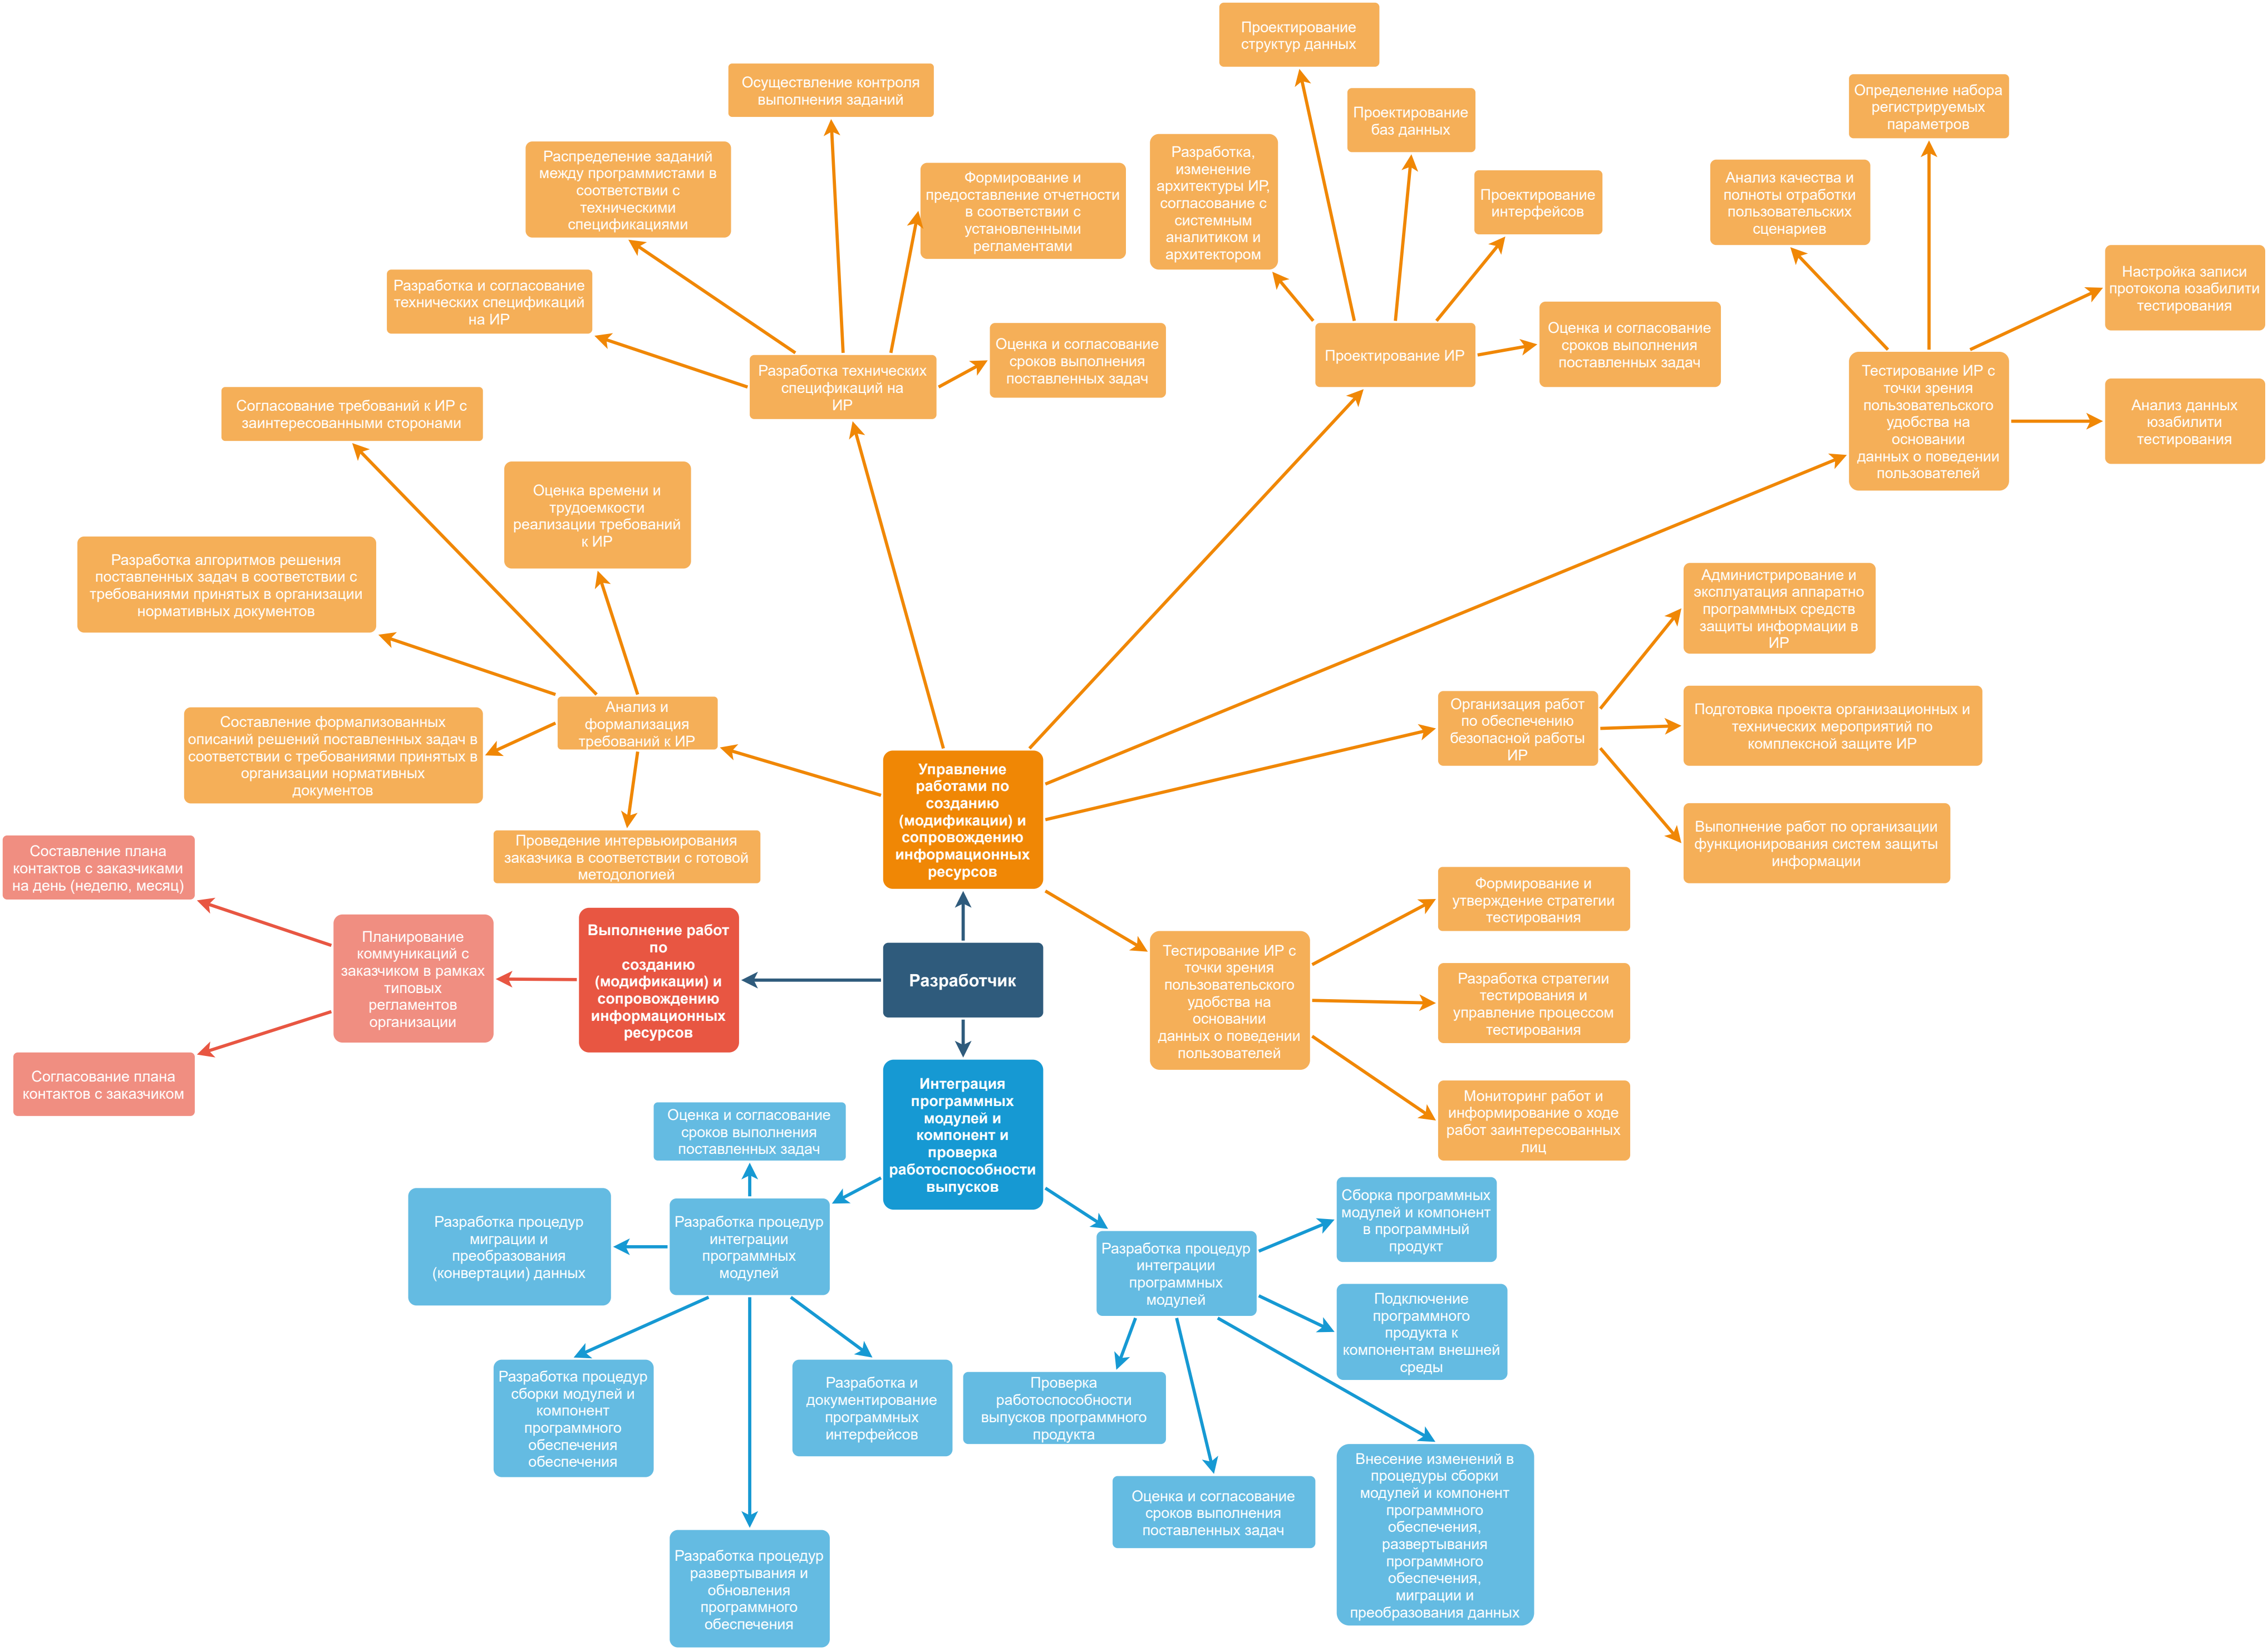 Проектирование
структур данных
Осуществление контроля
выполнения заданий
Определение набора
регистрируемых
параметров
Проектирование
баз данных
Распределение заданий
между программистами в
соответствии с
техническими
спецификациями
Разработка,
изменение
архитектуры ИР,
согласование с
системным
аналитиком и
архитектором
Формирование и
предоставление отчетности
в соответствии с
установленными
регламентами
Проектирование
интерфейсов
Анализ качества и
полноты отработки
пользовательских
сценариев
Настройка записи
протокола юзабилити
тестирования
Разработка и согласование
технических спецификаций
на ИР
Оценка и согласование
сроков выполнения
поставленных задач
Проектирование ИР
Оценка и согласование
сроков выполнения
поставленных задач
Разработка технических
спецификаций на
ИР
Тестирование ИР с
точки зрения
пользовательского
удобства на
основании
данных о поведении
пользователей
Анализ данных
юзабилити
тестирования
Согласование требований к ИР с
заинтересованными сторонами
Оценка времени и
трудоемкости
реализации требований
к ИР
Разработка алгоритмов решения
поставленных задач в соответствии с
требованиями принятых в организации
нормативных документов
Администрирование и
эксплуатация аппаратно
программных средств
защиты информации в
ИР
Анализ и
формализация
требований к ИР
Составление формализованных
описаний решений поставленных задач в
соответствии с требованиями принятых в
организации нормативных
документов
Организация работ
по обеспечению
безопасной работы
ИР
Подготовка проекта организационных и
технических мероприятий по
комплексной защите ИР
Управление
работами по
созданию
(модификации) и
сопровождению
информационных
ресурсов
Выполнение работ по организации
функционирования систем защиты
информации
Проведение интервьюирования
заказчика в соответствии с готовой
методологией
Составление плана
контактов с заказчиками
на день (неделю, месяц)
Формирование и
утверждение стратегии
тестирования
Планирование
коммуникаций с
заказчиком в рамках
типовых
регламентов
организации
Выполнение работ
по
созданию
(модификации) и
сопровождению
информационных
ресурсов
Разработчик
Тестирование ИР с
точки зрения
пользовательского
удобства на
основании
данных о поведении
пользователей
Разработка стратегии
тестирования и
управление процессом
тестирования
Согласование плана
контактов с заказчиком
Интеграция
программных
модулей и
компонент и
проверка
работоспособности
выпусков
Мониторинг работ и
информирование о ходе
работ заинтересованных
лиц
Оценка и согласование
сроков выполнения
поставленных задач
Разработка процедур
миграции и
преобразования
(конвертации) данных
Разработка процедур
интеграции
программных
модулей
Сборка программных
модулей и компонент
в программный
продукт
Разработка процедур
интеграции
программных
модулей
Подключение
программного
продукта к
компонентам внешней
среды
Разработка процедур
сборки модулей и
компонент
программного
обеспечения
обеспечения
Разработка и
документирование
программных
интерфейсов
Проверка
работоспособности
выпусков программного
продукта
Оценка и согласование
сроков выполнения
поставленных задач
Внесение изменений в
процедуры сборки
модулей и компонент
программного
обеспечения,
развертывания
программного
обеспечения,
миграции и
преобразования данных
Разработка процедур
развертывания и
обновления
программного
обеспечения